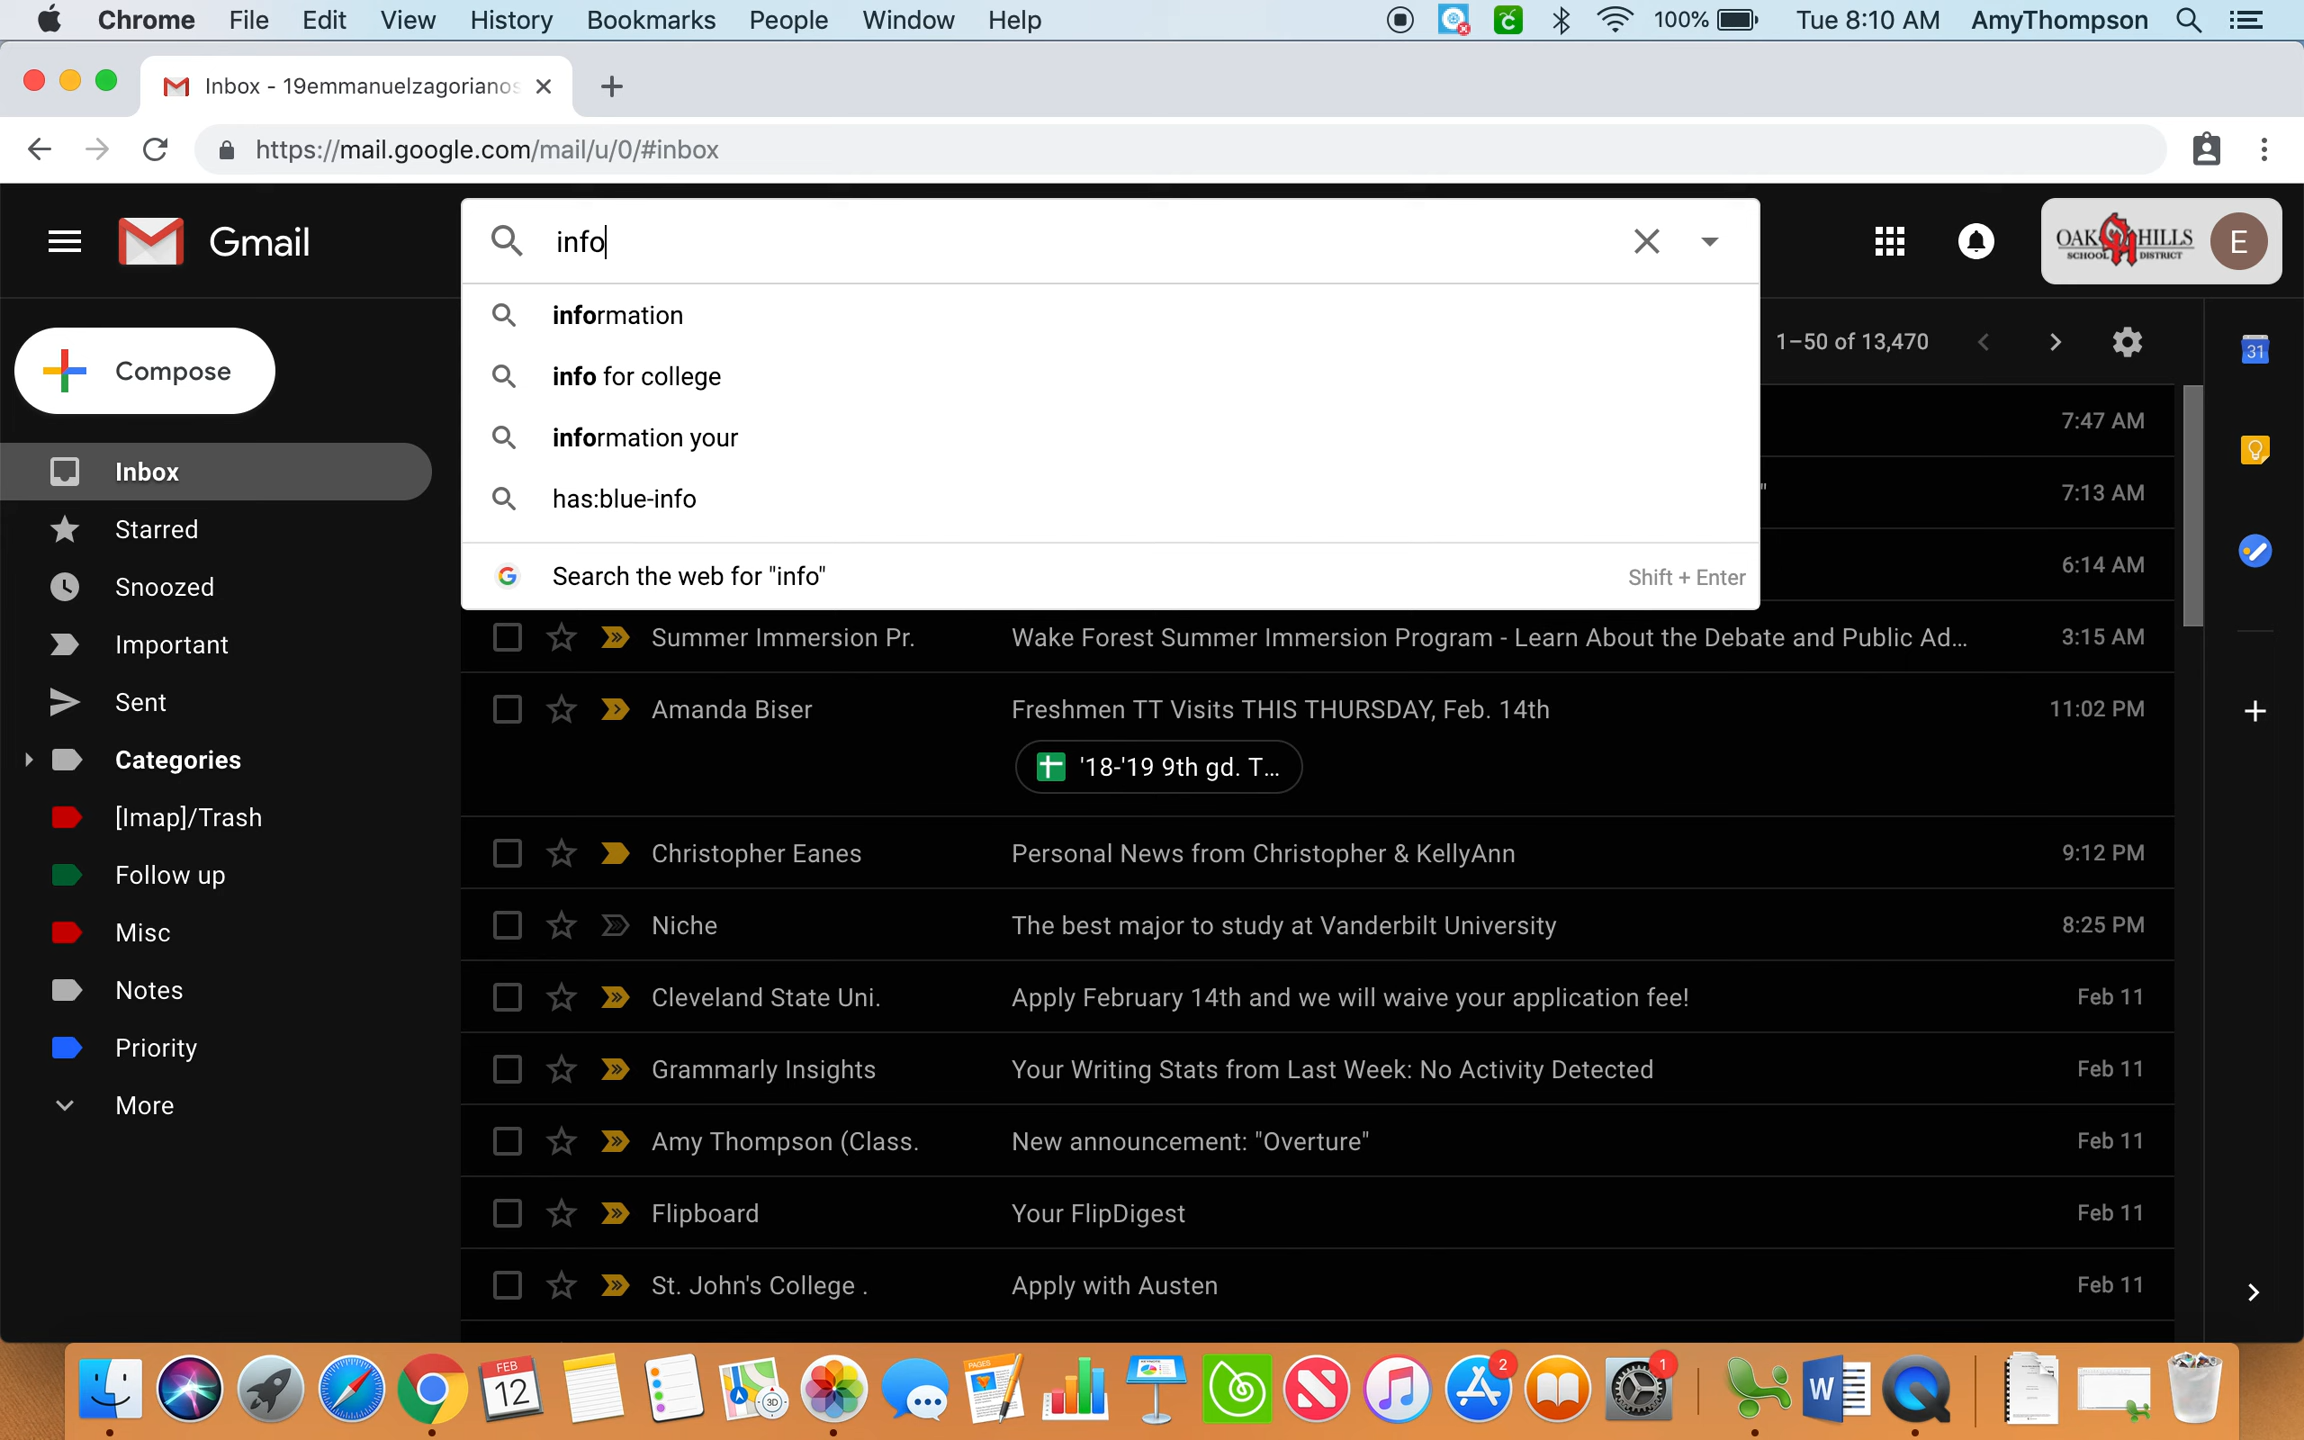 Chrome File Edit View History Bookmarks People Window Help 100% Tue 8:10 AM AmyThompson
Inbox - 19emmanuelzagorianos
https://mail.google.com/mail/u/0/#inbox
Gmail
info
OAK HILLS
SCHOOL DISTRICT
E
Compose
information
1–50 of 13,470
31
info for college
7:47 AM
information your
Inbox
has:blue-info
" 7:13 AM
Starred
Search the web for "info" Shift + Enter
6:14 AM
Snoozed
Important
Summer Immersion Pr. Wake Forest Summer Immersion Program - Learn About the Debate and Public Ad... 3:15 AM
Sent
Amanda Biser Freshmen TT Visits THIS THURSDAY, Feb. 14th 11:02 PM
Categories
'18-'19 9th gd. T...
[Imap]/Trash
Christopher Eanes Personal News from Christopher & KellyAnn 9:12 PM
Follow up
Misc
Niche The best major to study at Vanderbilt University 8:25 PM
Notes
Cleveland State Uni. Apply February 14th and we will waive your application fee! Feb 11
Priority
Grammarly Insights Your Writing Stats from Last Week: No Activity Detected Feb 11
More
Amy Thompson (Class. New announcement: "Overture" Feb 11
Flipboard Your FlipDigest Feb 11
St. John's College . Apply with Austen Feb 11
FEB
12
3D
PAGES
2
1
W